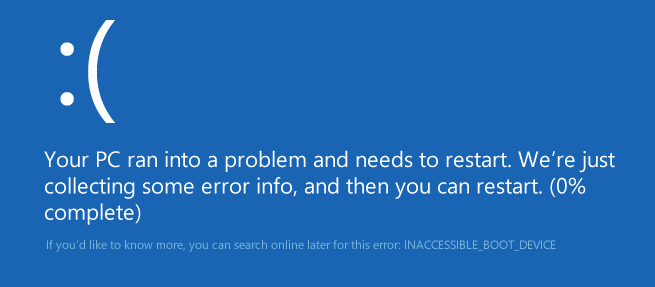 :(
Your PC ran into a problem and needs to restart. We're just
collecting some error info, and then you can restart. (0%
complete)
If you'd like to know more, you can search online later for this error: INACCESSIBLE_BOOT_DEVICE